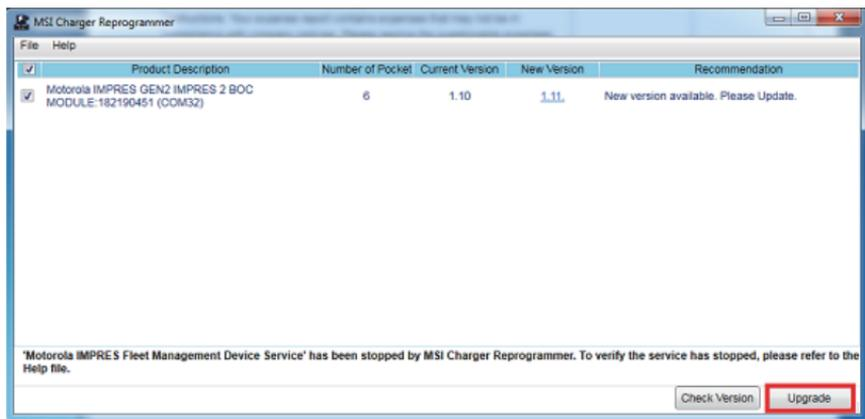 MSI Charger Reprogrammer
File Help
Product Description Number of Pocket Current Version New Version Recommendation
Motorola IMPRES GEN2 IMPRES 2 BOC
MODULE:182190451 (COM32) 6 1.10 1.11. New version available. Please Update.
'Motorola IMPRES Fleet Management Device Service' has been stopped by MSI Charger Reprogrammer. To verify the service has stopped, please refer to the
Help file.
Check Version Upgrade